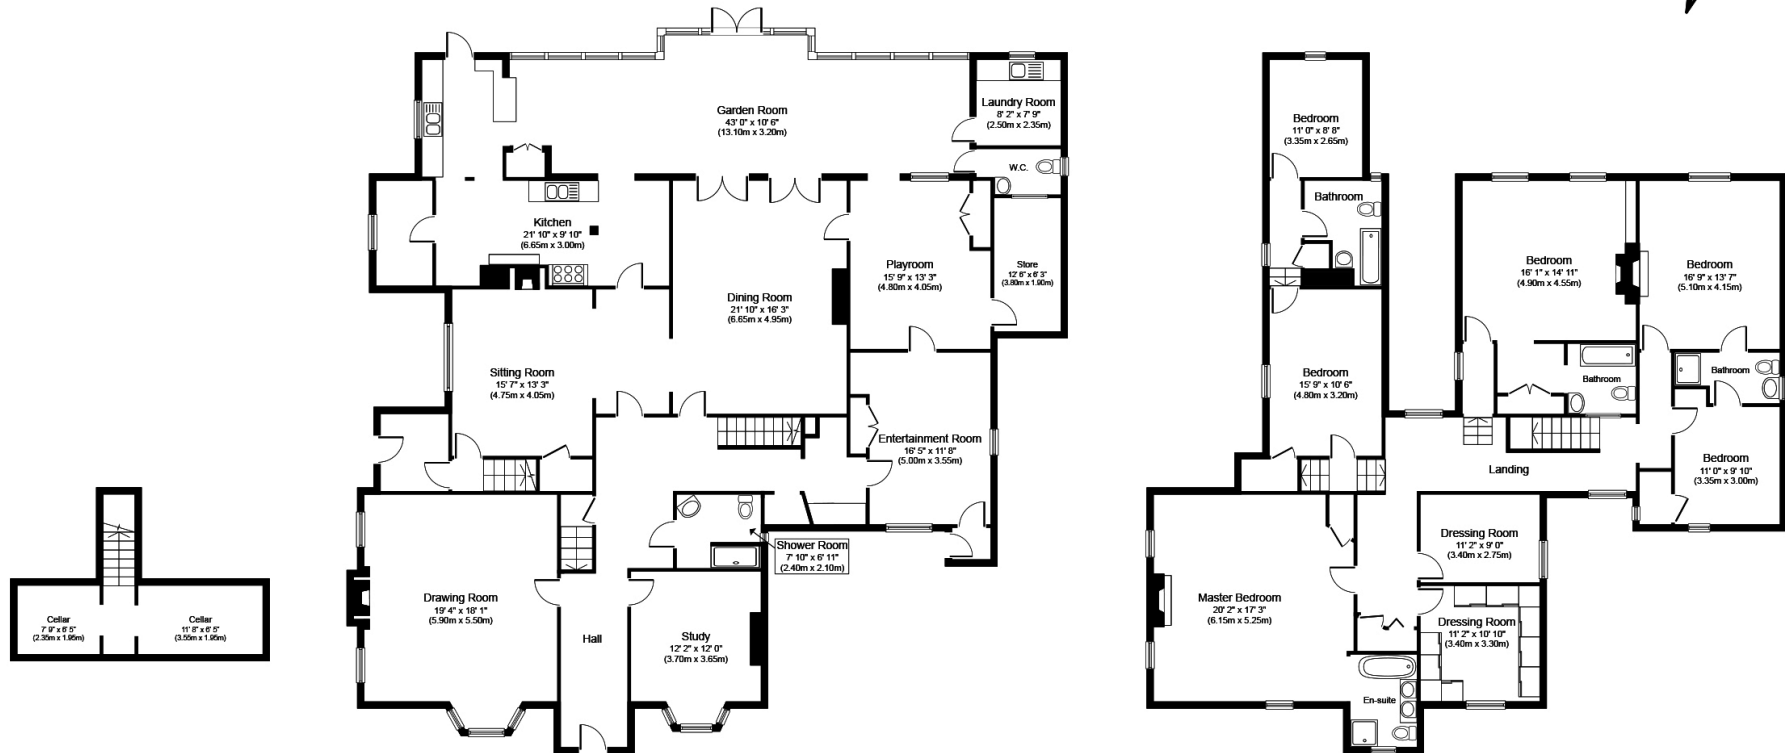 Cellar
7' 9" x 6' 5"
(2.35m x 1.95m)
Cellar
11' 8" x 6' 5"
(3.55m x 1.95m)
Garden Room
43' 0" x 10' 6"
(13.10m x 3.20m)
Laundry Room
8' 2" x 7' 9"
(2.50m x 2.35m)
W.C.
Kitchen
21' 10" x 9' 10"
(6.65m x 3.00m)
Playroom
15' 9" x 13' 3"
(4.80m x 4.05m)
Store
12' 6" x 6' 3"
(3.80m x 1.90m)
Dining Room
21' 10" x 16' 3"
(6.65m x 4.95m)
Sitting Room
15' 7" x 13' 3"
(4.75m x 4.05m)
Entertainment Room
16' 5" x 11' 8"
(5.00m x 3.55m)
Shower Room
7' 10" x 6' 11"
(2.40m x 2.10m)
Drawing Room
19' 4" x 18' 1"
(5.90m x 5.50m)
Hall
Study
12' 2" x 12' 0"
(3.70m x 3.65m)
Bedroom
11' 0" x 8' 8"
(3.35m x 2.65m)
Bathroom
Bedroom
16' 1" x 14' 11"
(4.90m x 4.55m)
Bedroom
16' 9" x 13' 7"
(5.10m x 4.15m)
Bedroom
15' 9" x 10' 6"
(4.80m x 3.20m)
Bathroom
Bathroom
Landing
Bedroom
11' 0" x 9' 10"
(3.35m x 3.00m)
Dressing Room
11' 2" x 9' 0"
(3.40m x 2.75m)
Master Bedroom
20' 2" x 17' 3"
(6.15m x 5.25m)
Dressing Room
11' 2" x 10' 10"
(3.40m x 3.30m)
En-suite